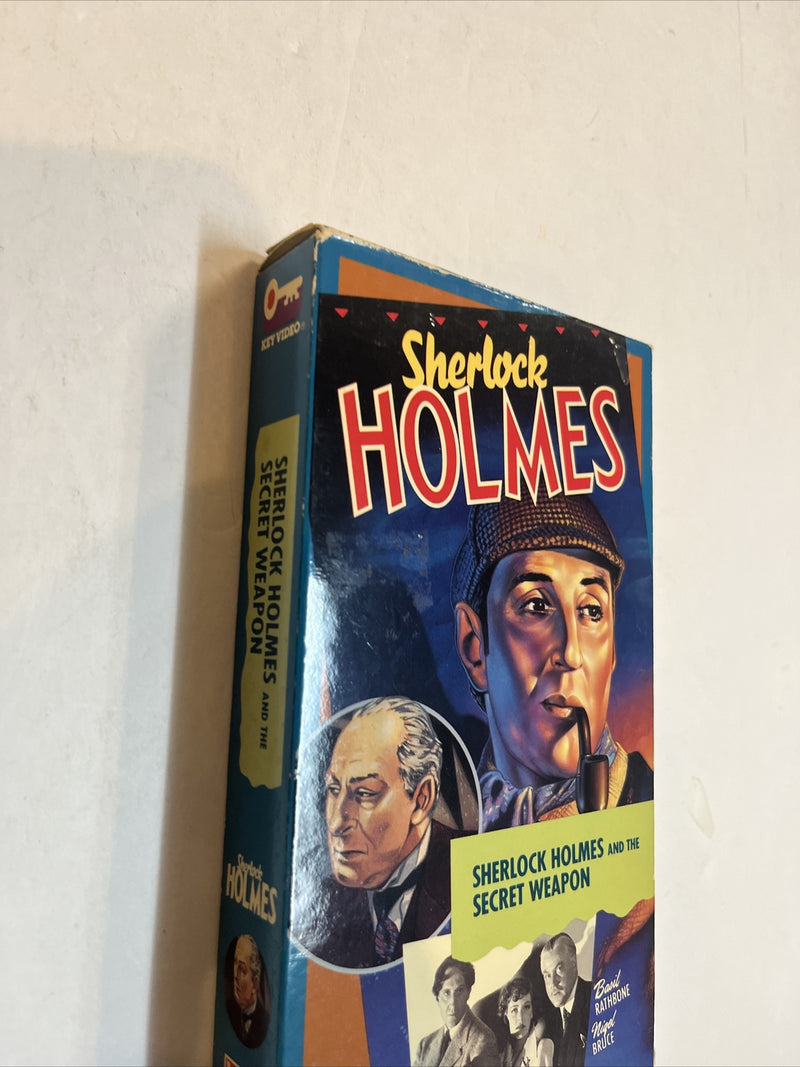 KEY VIDEO®
SHERLOCK HOLMES AND THE
SECRET WEAPON
Sherlock
HOLMES
Sherlock
HOLMES
SHERLOCK HOLMES AND THE
SECRET WEAPON
Basil
RATHBONE
Nigel
BRUCE